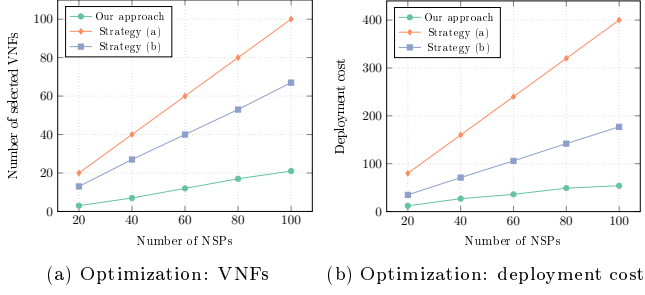 Our approach
Strategy (a)
Strategy (b)
Number of selected VNFs
100
80
60
40
20
0
20 40 60 80 100
Number of NSPs
(a) Optimization: VNFs
Our approach
Strategy (a)
Strategy (b)
Deployment cost
400
300
200
100
0
20 40 60 80 100
Number of NSPs
(b) Optimization: deployment cost